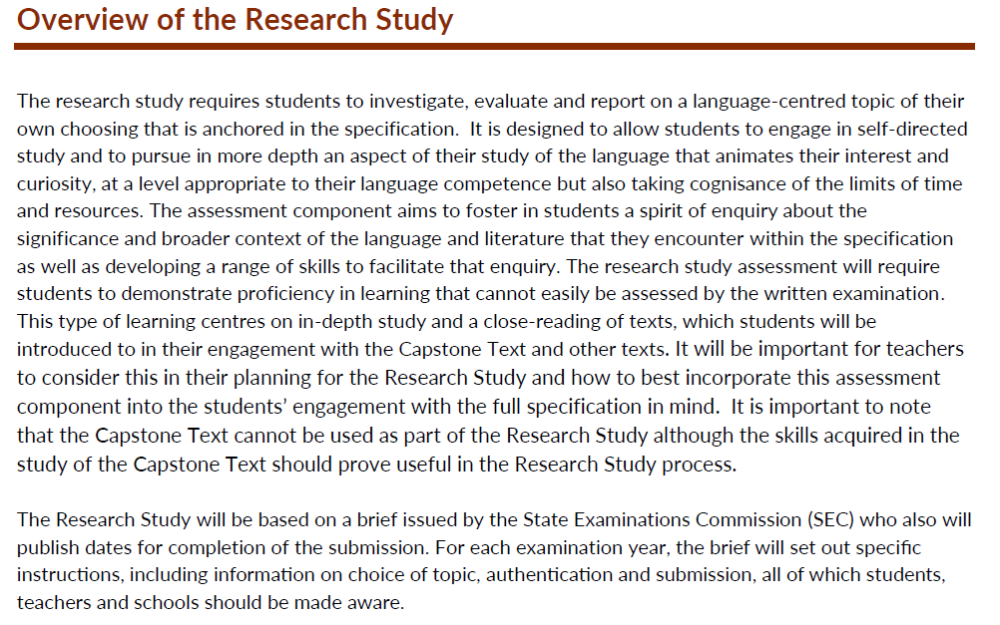 Overview of the Research Study
The research study requires students to investigate, evaluate and report on a language-centred topic of their
own choosing that is anchored in the specification.  It is designed to allow students to engage in self-directed
study and to pursue in more depth an aspect of their study of the language that animates their interest and
curiosity, at a level appropriate to their language competence but also taking cognisance of the limits of time
and resources. The assessment component aims to foster in students a spirit of enquiry about the
significance and broader context of the language and literature that they encounter within the specification
as well as developing a range of skills to facilitate that enquiry. The research study assessment will require
students to demonstrate proficiency in learning that cannot easily be assessed by the written examination.
This type of learning centres on in-depth study and a close-reading of texts, which students will be
introduced to in their engagement with the Capstone Text and other texts. It will be important for teachers
to consider this in their planning for the Research Study and how to best incorporate this assessment
component into the students’ engagement with the full specification in mind.  It is important to note
that the Capstone Text cannot be used as part of the Research Study although the skills acquired in the
study of the Capstone Text should prove useful in the Research Study process.
The Research Study will be based on a brief issued by the State Examinations Commission (SEC) who also will
publish dates for completion of the submission. For each examination year, the brief will set out specific
instructions, including information on choice of topic, authentication and submission, all of which students,
teachers and schools should be made aware.